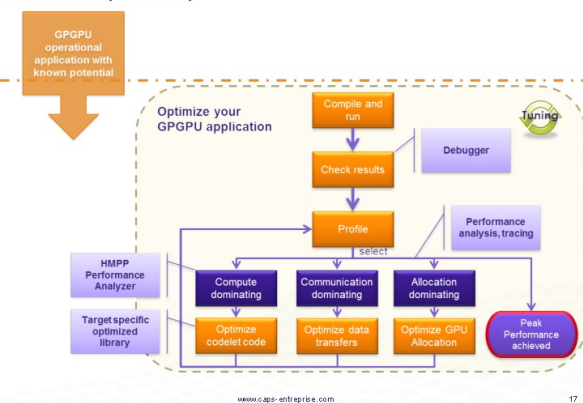 GPGPU
operational
application with
known potential
Optimize your
GPGPU application
Compile and
run
Tuning
Debugger
Check results
Profile
Performance
analysis, tracing
select
HMPP
Performance
Analyzer
Compute
dominating
Communication
dominating
Allocation
dominating
Target specific
optimized
library
Optimize
codelet code
Optimize data
transfers
Optimize GPU
Allocation
Peak
Performance
achieved
www.caps-entreprise.com
17